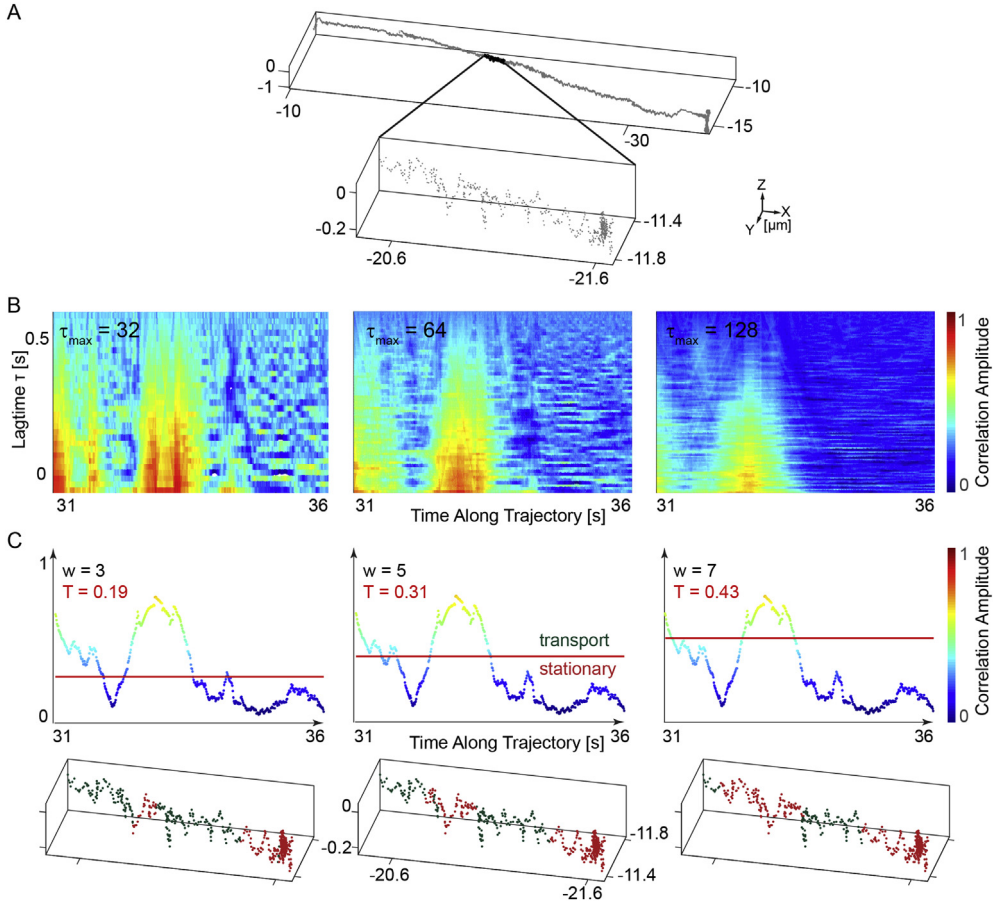 A
0
-1
-10
-10
-15
-30
0
-0.2
-20.6
-21.6
-11.4
-11.8
Z
X
Y
[µm]
B
Lagtime τ [s]
0.5
0
τmax = 32
τmax = 64
τmax = 128
31
36
31
36
31
36
Time Along Trajectory [s]
1
0
Correlation Amplitude
C
1
0
w = 3
T = 0.19
w = 5
T = 0.31
transport
stationary
w = 7
T = 0.43
31
36
31
36
31
36
Time Along Trajectory [s]
1
0
Correlation Amplitude
0
-0.2
-20.6
-21.6
-11.8
-11.4